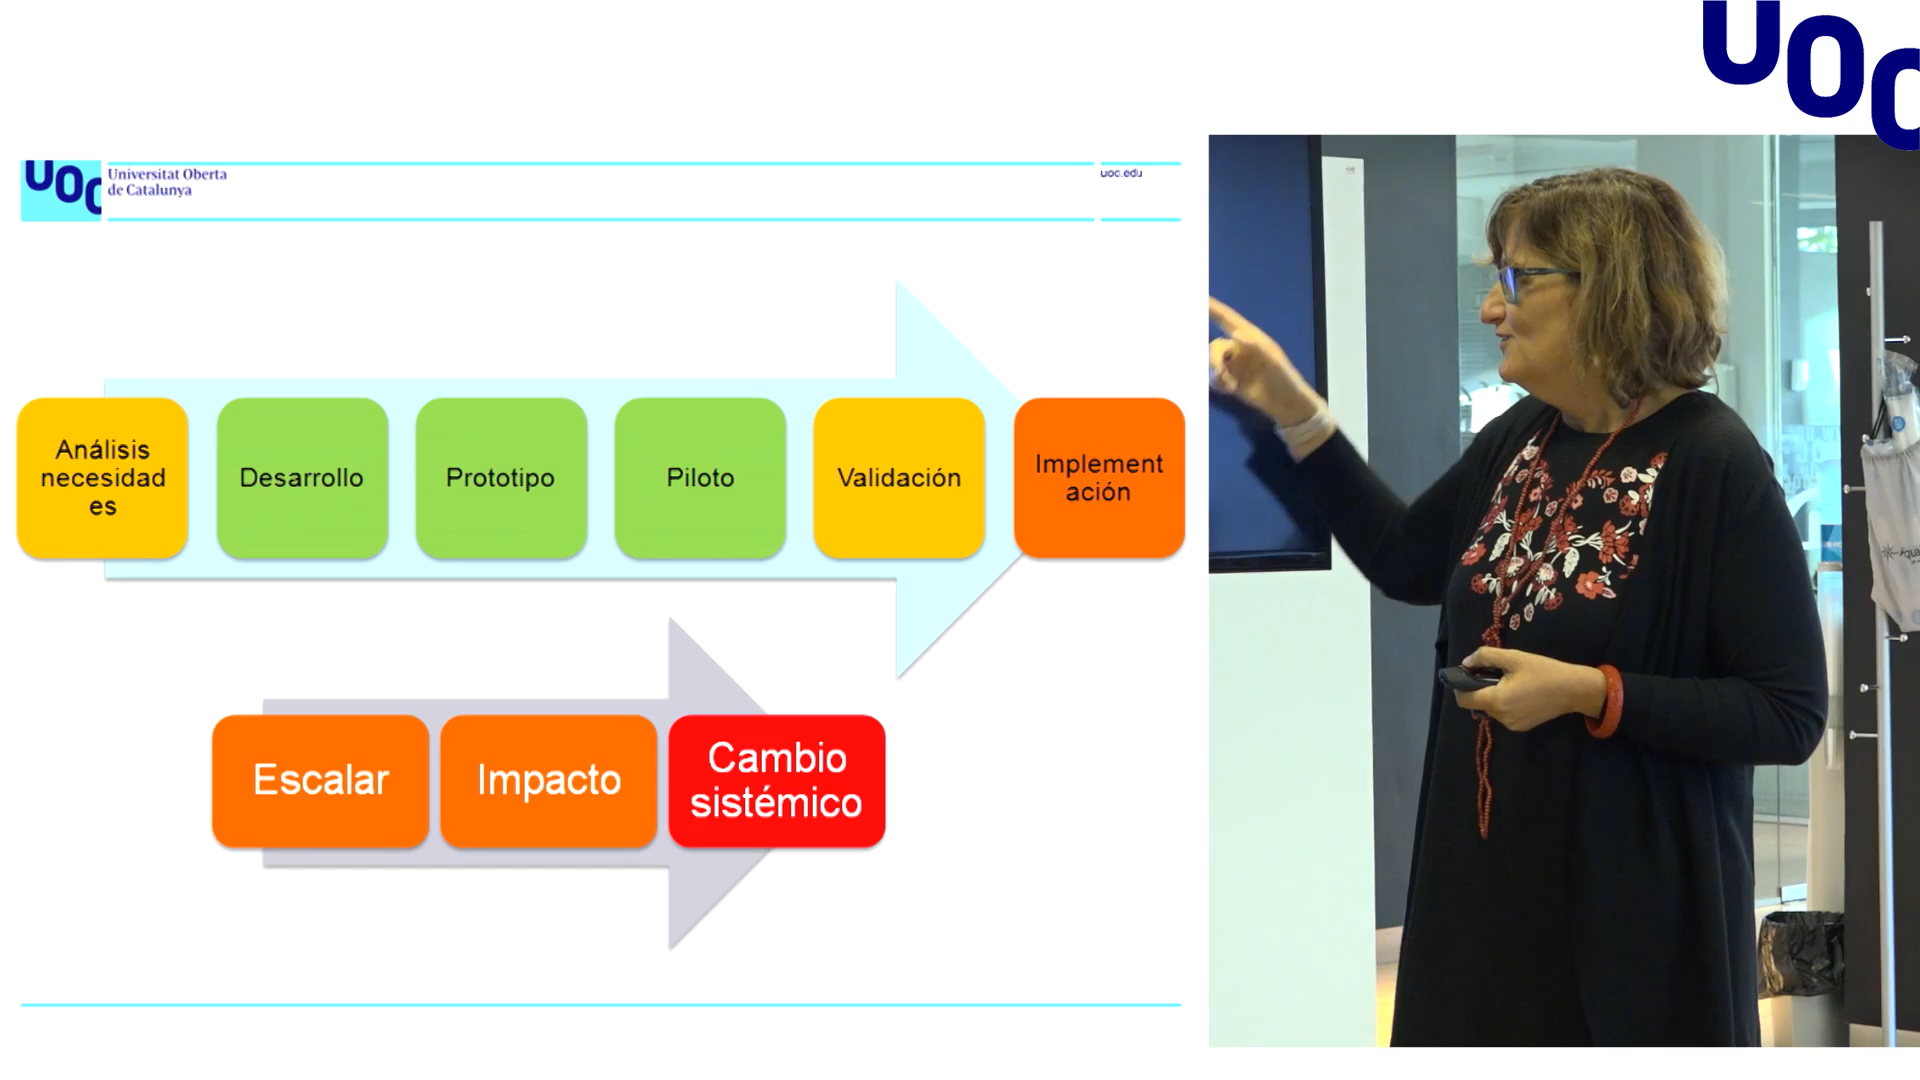 UOC
UOC
Universitat Oberta
de Catalunya
uoc.edu
Análisis
necesidad
es
Desarrollo
Prototipo
Piloto
Validación
Implement
ación
Escalar
Impacto
Cambio
sistémico